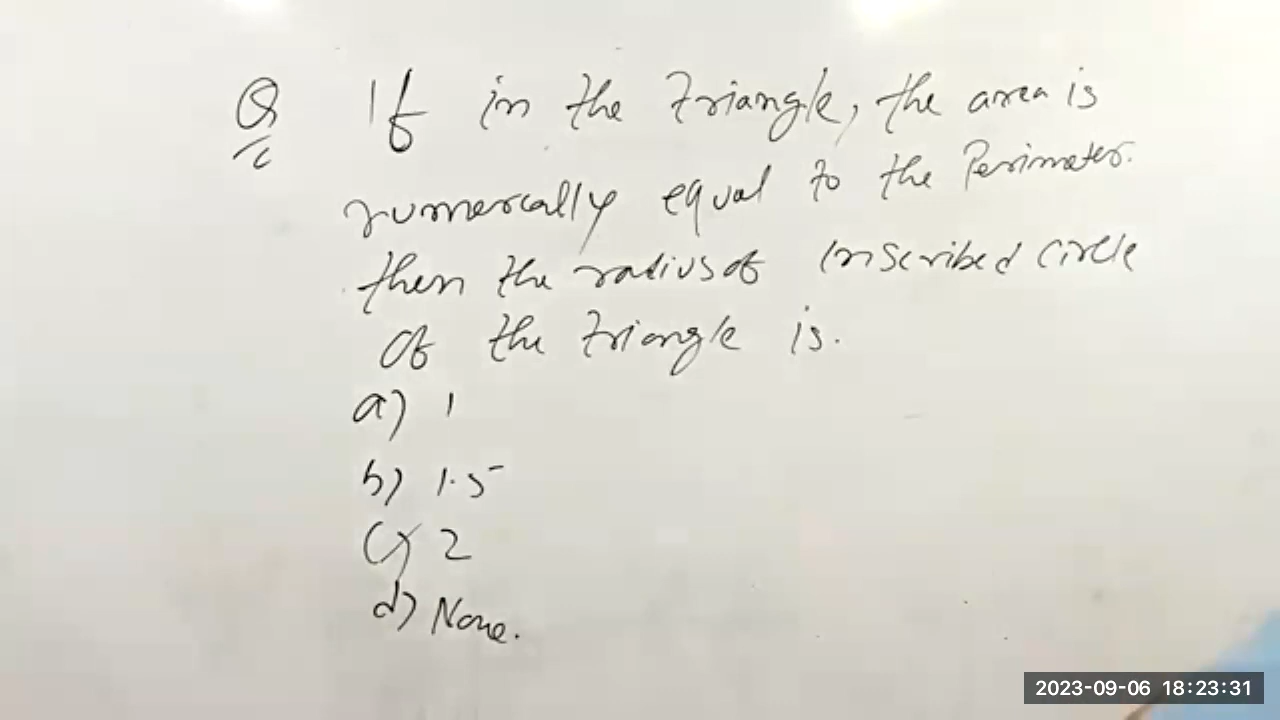 Q If in the triangle, the area is
numerically equal to the Perimeter.
then the radius of inscribed circle
of the triangle is.
a) 1
b) 1.5
c) 2
d) None.
2023-09-06 18:23:31